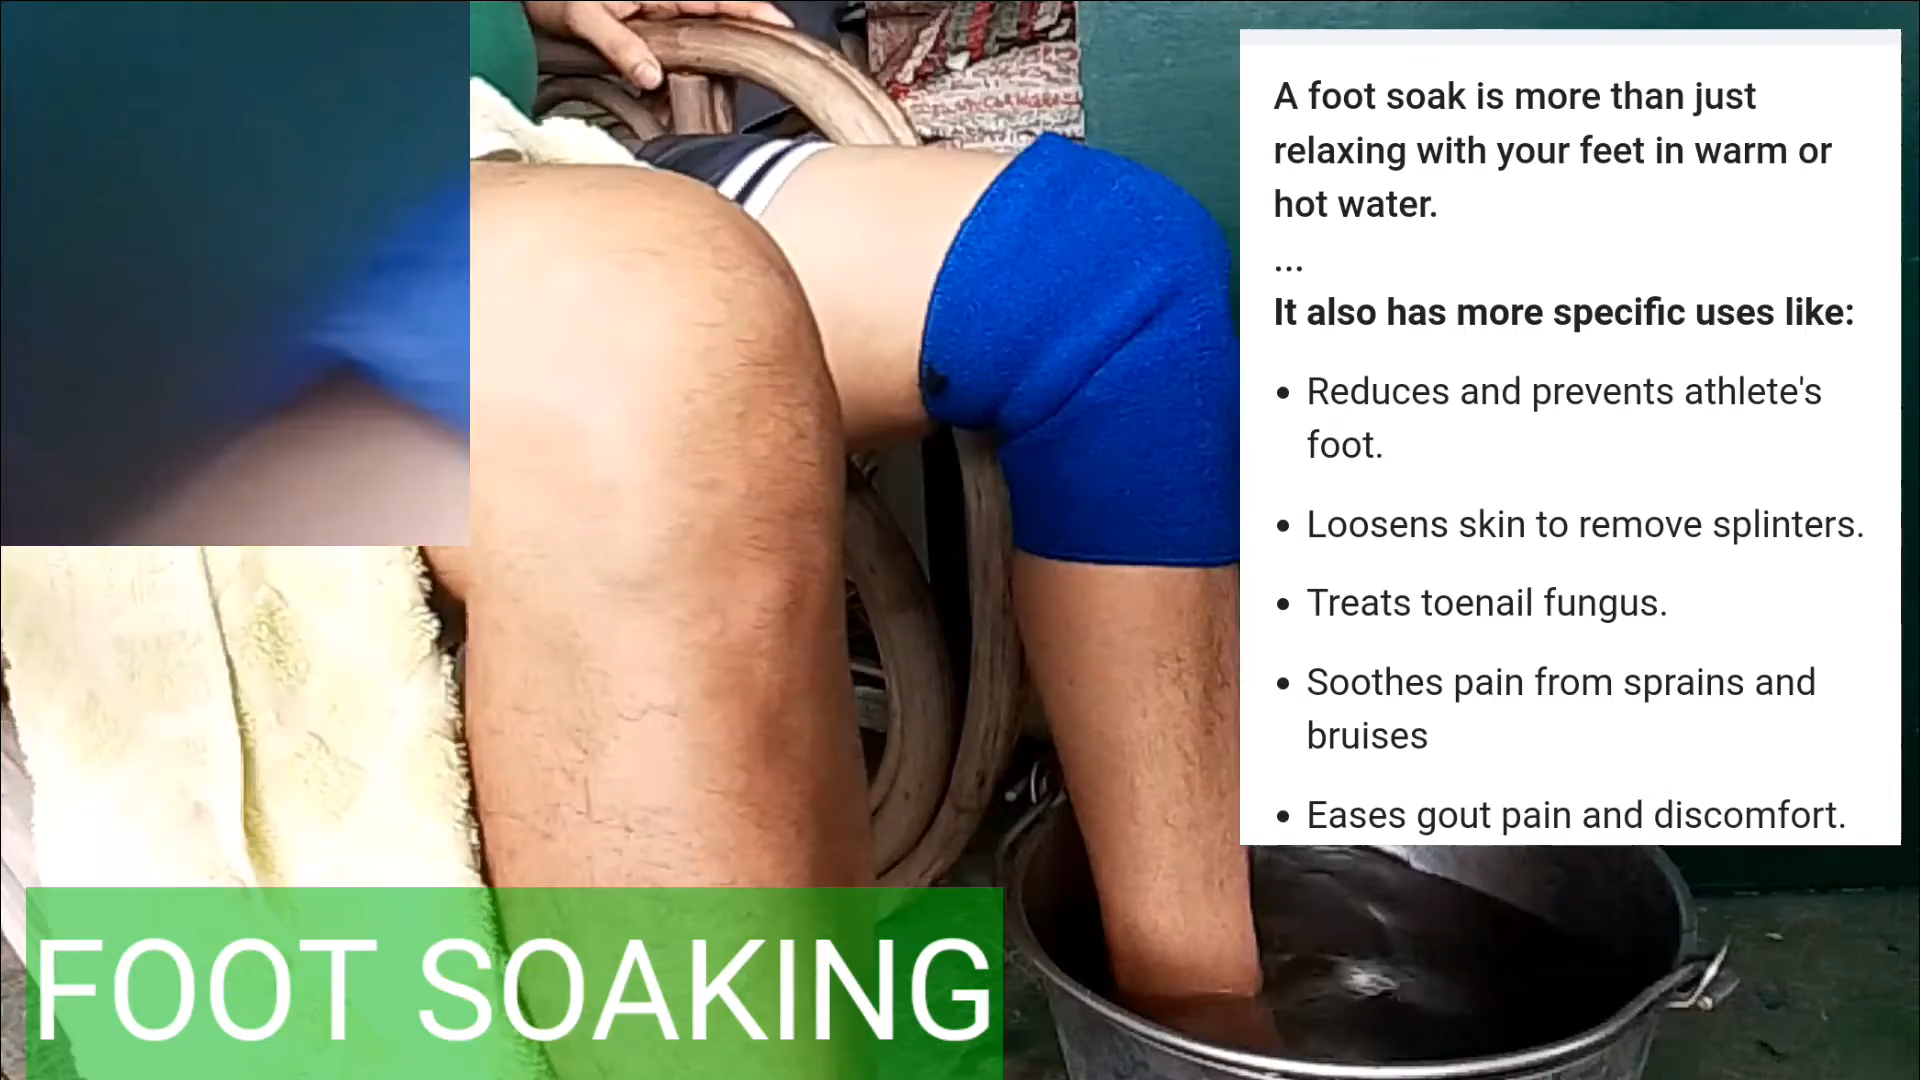 A foot soak is more than just
relaxing with your feet in warm or
hot water.
...
It also has more specific uses like:
• Reduces and prevents athlete's
foot.
• Loosens skin to remove splinters.
• Treats toenail fungus.
• Soothes pain from sprains and
bruises
• Eases gout pain and discomfort.
FOOT SOAKING